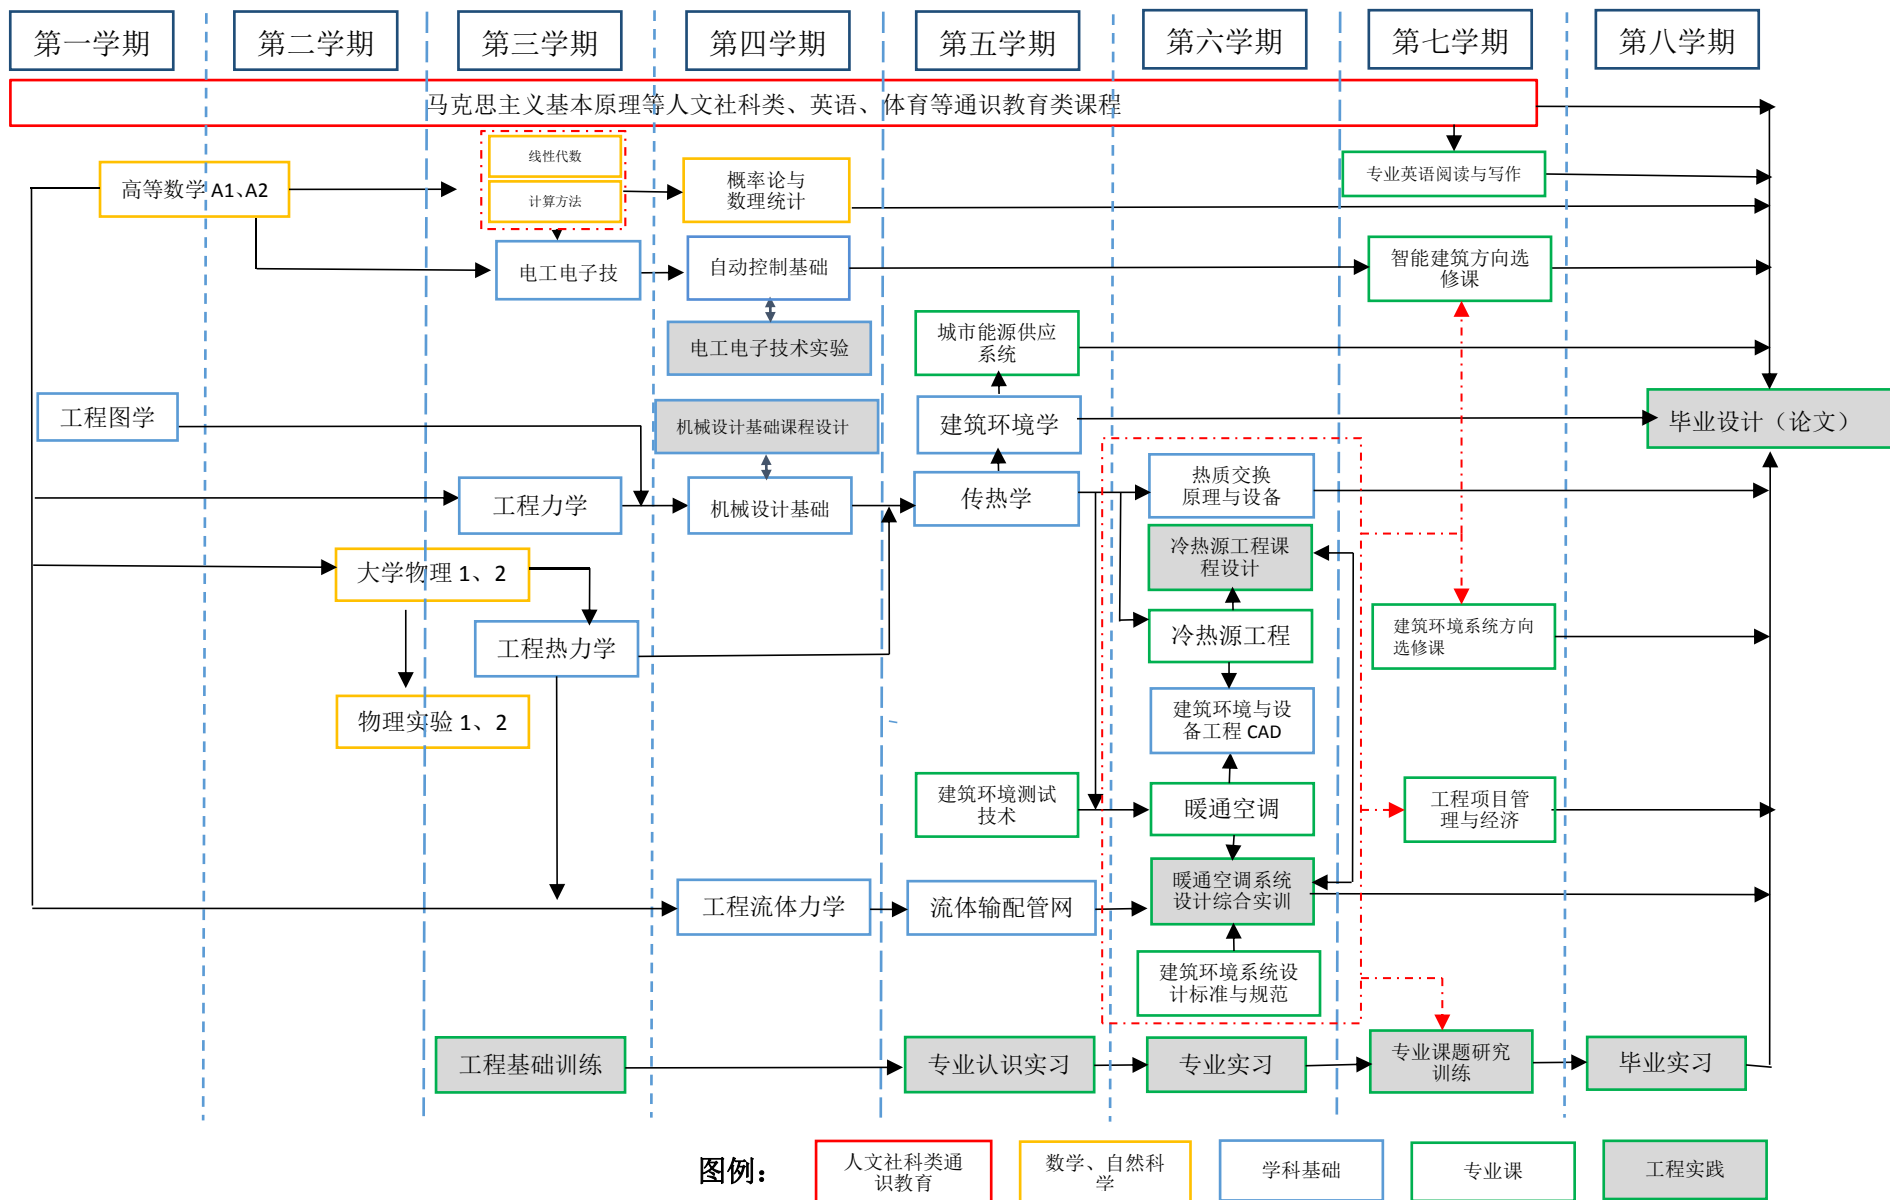 第一学期
第二学期
第三学期
第四学期
第五学期
第六学期
第七学期
第八学期
马克思主义基本原理等人文社科类、英语、体育等通识教育类课程
线性代数
计算方法
高等数学 A1、A2
概率论与
数理统计
专业英语阅读与写作
电工电子技
自动控制基础
智能建筑方向选
修课
电工电子技术实验
城市能源供应
系统
工程图学
机械设计基础课程设计
建筑环境学
毕业设计（论文）
工程力学
机械设计基础
传热学
热质交换
原理与设备
大学物理 1、2
冷热源工程课
程设计
工程热力学
冷热源工程
建筑环境系统方向
选修课
物理实验 1、2
建筑环境与设
备工程 CAD
建筑环境测试
技术
暖通空调
工程项目管
理与经济
工程流体力学
流体输配管网
暖通空调系统
设计综合实训
建筑环境系统设
计标准与规范
工程基础训练
专业认识实习
专业实习
专业课题研究
训练
毕业实习
图例：
人文社科类通
识教育
数学、自然科
学
学科基础
专业课
工程实践